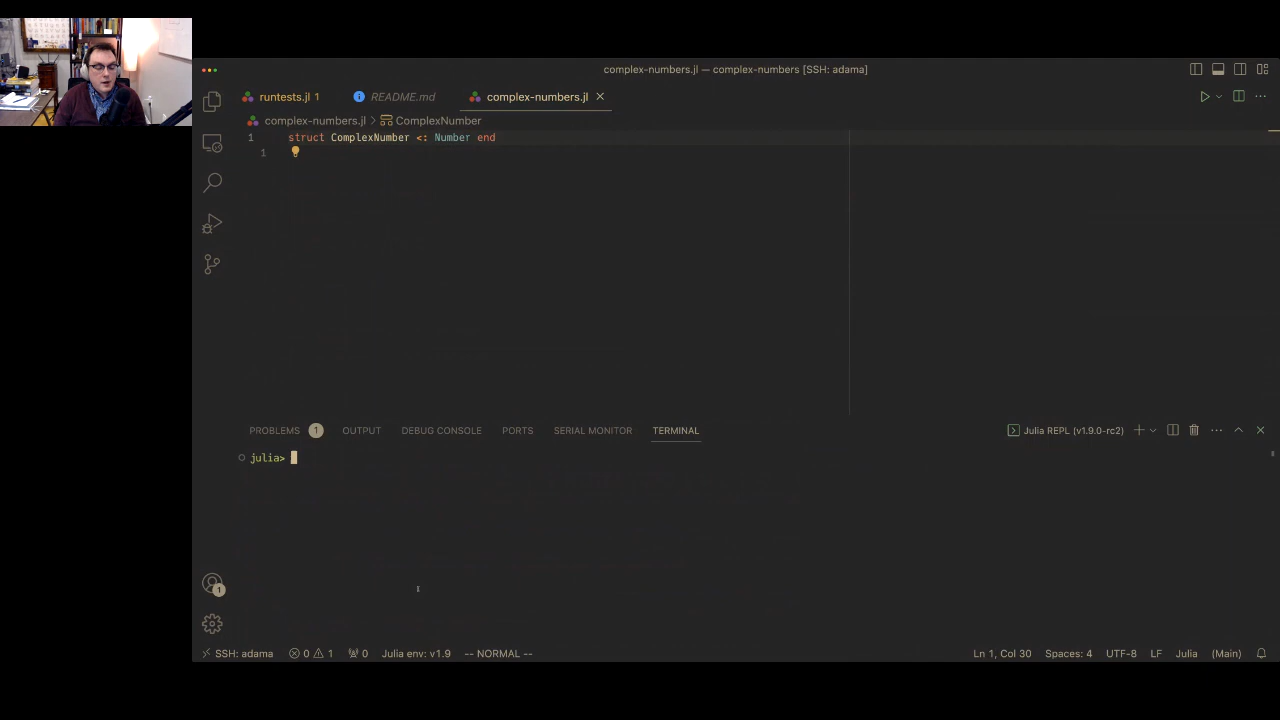 complex-numbers.jl — complex-numbers [SSH: adama]
runtests.jl 1
README.md
complex-numbers.jl
complex-numbers.jl > ComplexNumber
1 struct ComplexNumber <: Number end
1
PROBLEMS 1 OUTPUT DEBUG CONSOLE PORTS SERIAL MONITOR TERMINAL
Julia REPL (v1.9.0-rc2)
julia>
1
SSH: adama 0 1 0 Julia env: v1.9 -- NORMAL -- Ln 1, Col 30 Spaces: 4 UTF-8 LF Julia (Main)